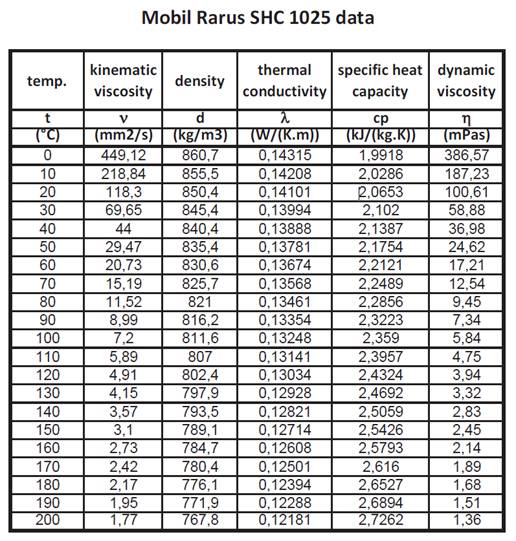 Mobil Rarus SHC 1025 data
temp. kinematic viscosity density thermal conductivity specific heat capacity dynamic viscosity
t ν d λ cp η
(°C) (mm2/s) (kg/m3) (W/(K.m)) (kJ/(kg.K)) (mPas)
0 449,12 860,7 0,14315 1,9918 386,57
10 218,84 855,5 0,14208 2,0286 187,23
20 118,3 850,4 0,14101 2,0653 100,61
30 69,65 845,4 0,13994 2,102 58,88
40 44 840,4 0,13888 2,1387 36,98
50 29,47 835,4 0,13781 2,1754 24,62
60 20,73 830,6 0,13674 2,2121 17,21
70 15,19 825,7 0,13568 2,2489 12,54
80 11,52 821 0,13461 2,2856 9,45
90 8,99 816,2 0,13354 2,3223 7,34
100 7,2 811,6 0,13248 2,359 5,84
110 5,89 807 0,13141 2,3957 4,75
120 4,91 802,4 0,13034 2,4324 3,94
130 4,15 797,9 0,12928 2,4692 3,32
140 3,57 793,5 0,12821 2,5059 2,83
150 3,1 789,1 0,12714 2,5426 2,45
160 2,73 784,7 0,12608 2,5793 2,14
170 2,42 780,4 0,12501 2,616 1,89
180 2,17 776,1 0,12394 2,6527 1,68
190 1,95 771,9 0,12288 2,6894 1,51
200 1,77 767,8 0,12181 2,7262 1,36